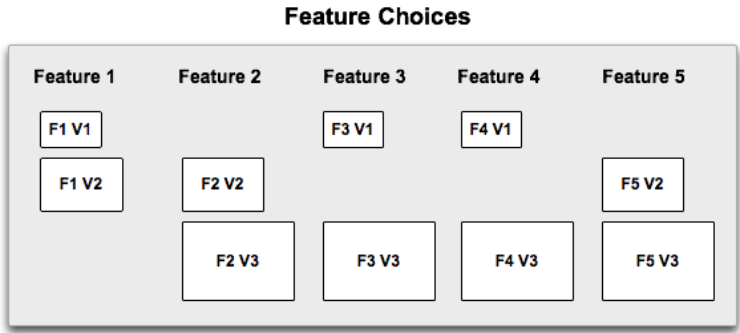 Feature Choices
Feature 1 Feature 2 Feature 3 Feature 4 Feature 5
F1 V1 F3 V1 F4 V1
F1 V2 F2 V2 F5 V2
F2 V3 F3 V3 F4 V3 F5 V3